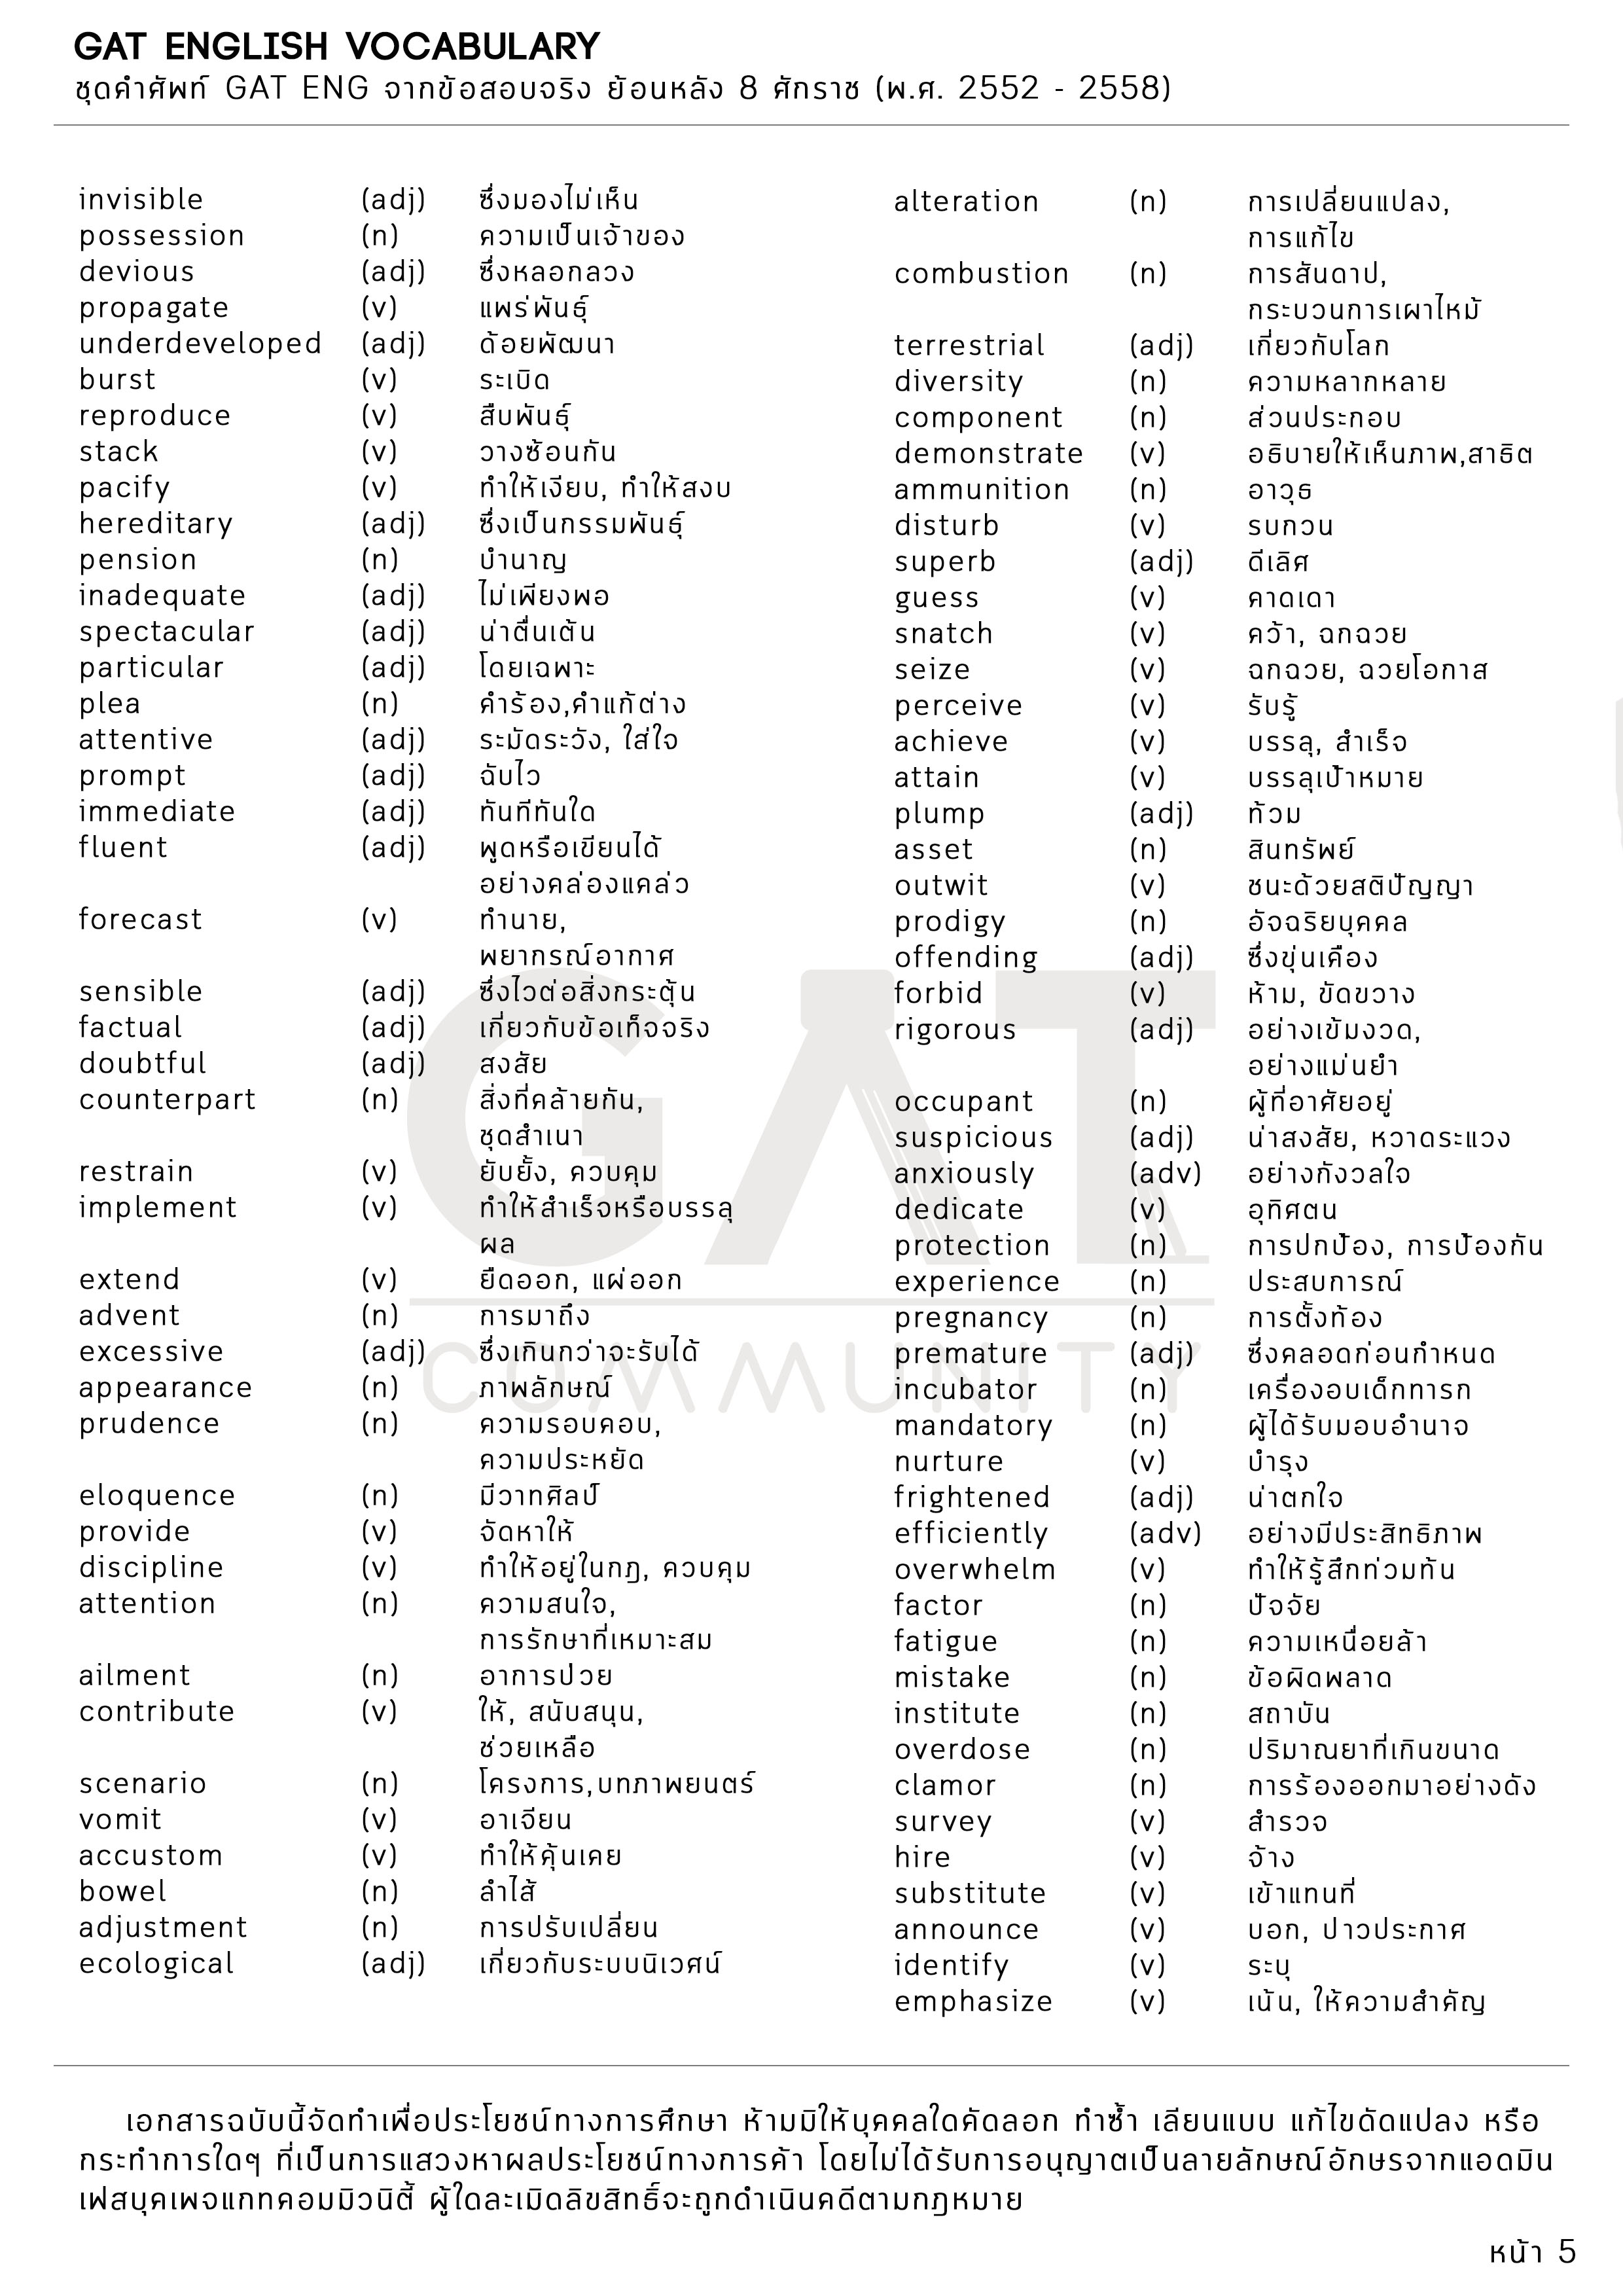 GAT ENGLISH VOCABULARY
ชุดคำศัพท์ GAT ENG จากข้อสอบจริง ย้อนหลัง 8 ศักราช (พ.ศ. 2552 - 2558)
invisible (adj) ซึ่งมองไม่เห็น
possession (n) ความเป็นเจ้าของ
devious (adj) ซึ่งหลอกลวง
propagate (v) แพร่พันธุ์
underdeveloped (adj) ด้อยพัฒนา
burst (v) ระเบิด
reproduce (v) สืบพันธุ์
stack (v) วางซ้อนกัน
pacify (v) ทำให้เงียบ, ทำให้สงบ
hereditary (adj) ซึ่งเป็นกรรมพันธุ์
pension (n) บำนาญ
inadequate (adj) ไม่เพียงพอ
spectacular (adj) น่าตื่นเต้น
particular (adj) โดยเฉพาะ
plea (n) คำร้อง,คำแก้ต่าง
attentive (adj) ระมัดระวัง, ใส่ใจ
prompt (adj) ฉับไว
immediate (adj) ทันทีทันใด
fluent (adj) พูดหรือเขียนได้
อย่างคล่องแคล่ว
forecast (v) ทำนาย,
พยากรณ์อากาศ
sensible (adj) ซึ่งไวต่อสิ่งกระตุ้น
factual (adj) เกี่ยวกับข้อเท็จจริง
doubtful (adj) สงสัย
counterpart (n) สิ่งที่คล้ายกัน,
ชุดสำเนา
restrain (v) ยับยั้ง, ควบคุม
implement (v) ทำให้สำเร็จหรือบรรลุ
ผล
extend (v) ยืดออก, แผ่ออก
advent (n) การมาถึง
excessive (adj) ซึ่งเกินกว่าจะรับได้
appearance (n) ภาพลักษณ์
prudence (n) ความรอบคอบ,
ความประหยัด
eloquence (n) มีวาทศิลป์
provide (v) จัดหาให้
discipline (v) ทำให้อยู่ในกฎ, ควบคุม
attention (n) ความสนใจ,
การรักษาที่เหมาะสม
ailment (n) อาการป่วย
contribute (v) ให้, สนับสนุน,
ช่วยเหลือ
scenario (n) โครงการ,บทภาพยนตร์
vomit (v) อาเจียน
accustom (v) ทำให้คุ้นเคย
bowel (n) ลำไส้
adjustment (n) การปรับเปลี่ยน
ecological (adj) เกี่ยวกับระบบนิเวศน์
alteration (n) การเปลี่ยนแปลง,
การแก้ไข
combustion (n) การสันดาป,
กระบวนการเผาไหม้
terrestrial (adj) เกี่ยวกับโลก
diversity (n) ความหลากหลาย
component (n) ส่วนประกอบ
demonstrate (v) อธิบายให้เห็นภาพ,สาธิต
ammunition (n) อาวุธ
disturb (v) รบกวน
superb (adj) ดีเลิศ
guess (v) คาดเดา
snatch (v) คว้า, ฉกฉวย
seize (v) ฉกฉวย, ฉวยโอกาส
perceive (v) รับรู้
achieve (v) บรรลุ, สำเร็จ
attain (v) บรรลุเป้าหมาย
plump (adj) ท้วม
asset (n) สินทรัพย์
outwit (v) ชนะด้วยสติปัญญา
prodigy (n) อัจฉริยบุคคล
offending (adj) ซึ่งขุ่นเคือง
forbid (v) ห้าม, ขัดขวาง
rigorous (adj) อย่างเข้มงวด,
อย่างแม่นยำ
occupant (n) ผู้ที่อาศัยอยู่
suspicious (adj) น่าสงสัย, หวาดระแวง
anxiously (adv) อย่างกังวลใจ
dedicate (v) อุทิศตน
protection (n) การปกป้อง, การป้องกัน
experience (n) ประสบการณ์
pregnancy (n) การตั้งท้อง
premature (adj) ซึ่งคลอดก่อนกำหนด
incubator (n) เครื่องอบเด็กทารก
mandatory (n) ผู้ได้รับมอบอำนาจ
nurture (v) บำรุง
frightened (adj) น่าตกใจ
efficiently (adv) อย่างมีประสิทธิภาพ
overwhelm (v) ทำให้รู้สึกท่วมท้น
factor (n) ปัจจัย
fatigue (n) ความเหนื่อยล้า
mistake (n) ข้อผิดพลาด
institute (n) สถาบัน
overdose (n) ปริมาณยาที่เกินขนาด
clamor (n) การร้องออกมาอย่างดัง
survey (v) สำรวจ
hire (v) จ้าง
substitute (v) เข้าแทนที่
announce (v) บอก, ป่าวประกาศ
identify (v) ระบุ
emphasize (v) เน้น, ให้ความสำคัญ
GAT
COMMUNITY
เอกสารฉบับนี้จัดทำเพื่อประโยชน์ทางการศึกษา ห้ามมิให้บุคคลใดคัดลอก ทำซ้ำ เลียนแบบ แก้ไขดัดแปลง หรือ
กระทำการใดๆ ที่เป็นการแสวงหาผลประโยชน์ทางการค้า โดยไม่ได้รับการอนุญาตเป็นลายลักษณ์อักษรจากแอดมิน
เฟสบุคเพจแกทคอมมิวนิตี้ ผู้ใดละเมิดลิขสิทธิ์จะถูกดำเนินคดีตามกฎหมาย
หน้า 5